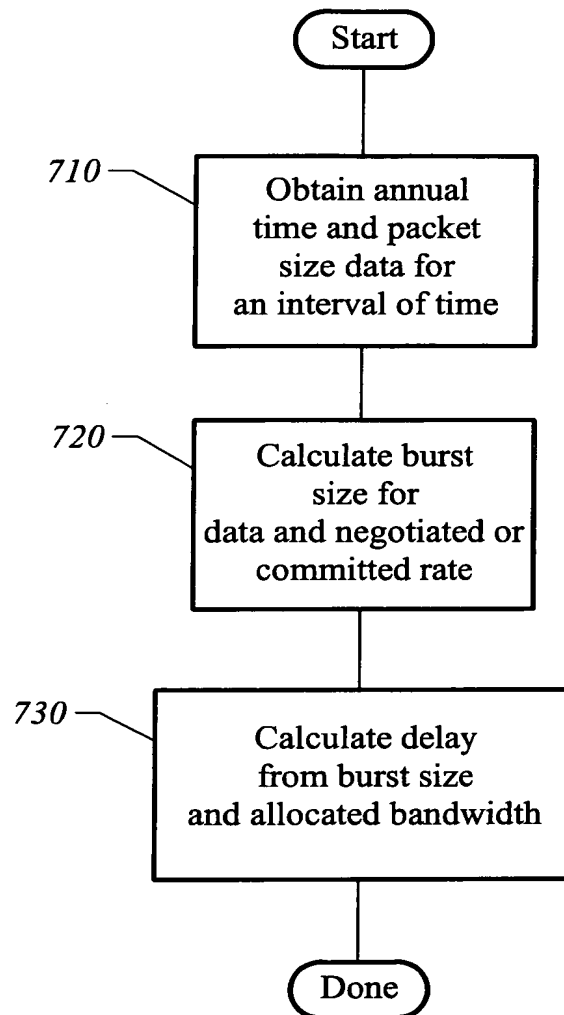 Start
710
Obtain annual
time and packet
size data for
an interval of time
720
Calculate burst
size for
data and negotiated or
committed rate
730
Calculate delay
from burst size
and allocated bandwidth
Done